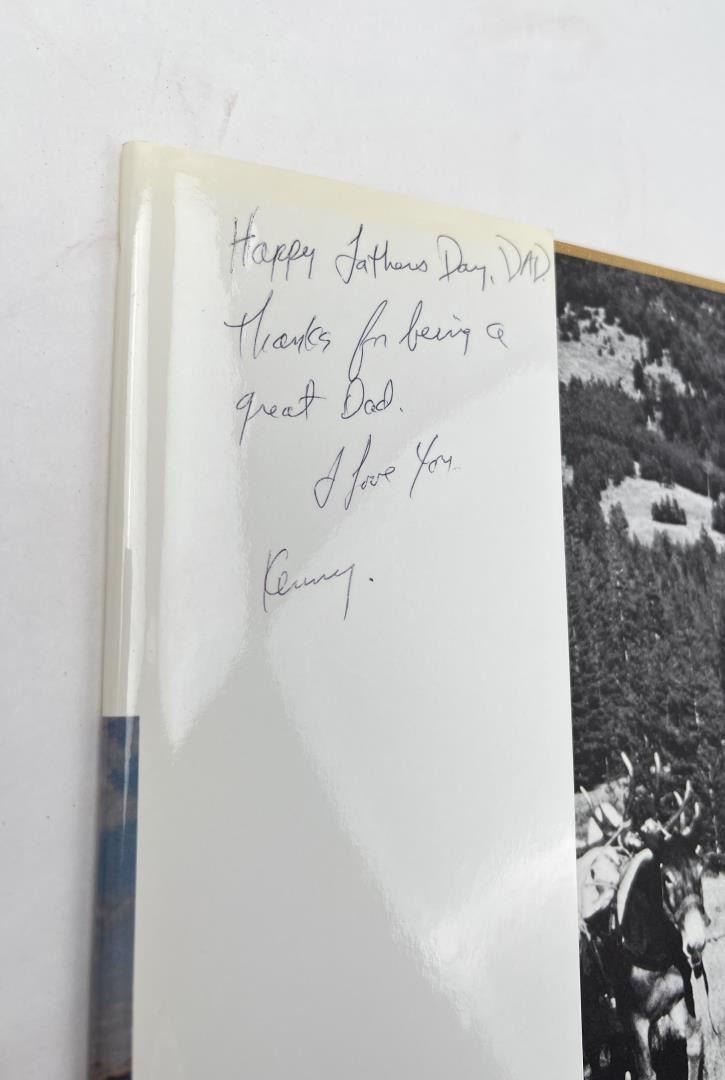 Happy Fathers Day, DAD.
Thanks for being a
great Dad.
I love You.
Kenny.